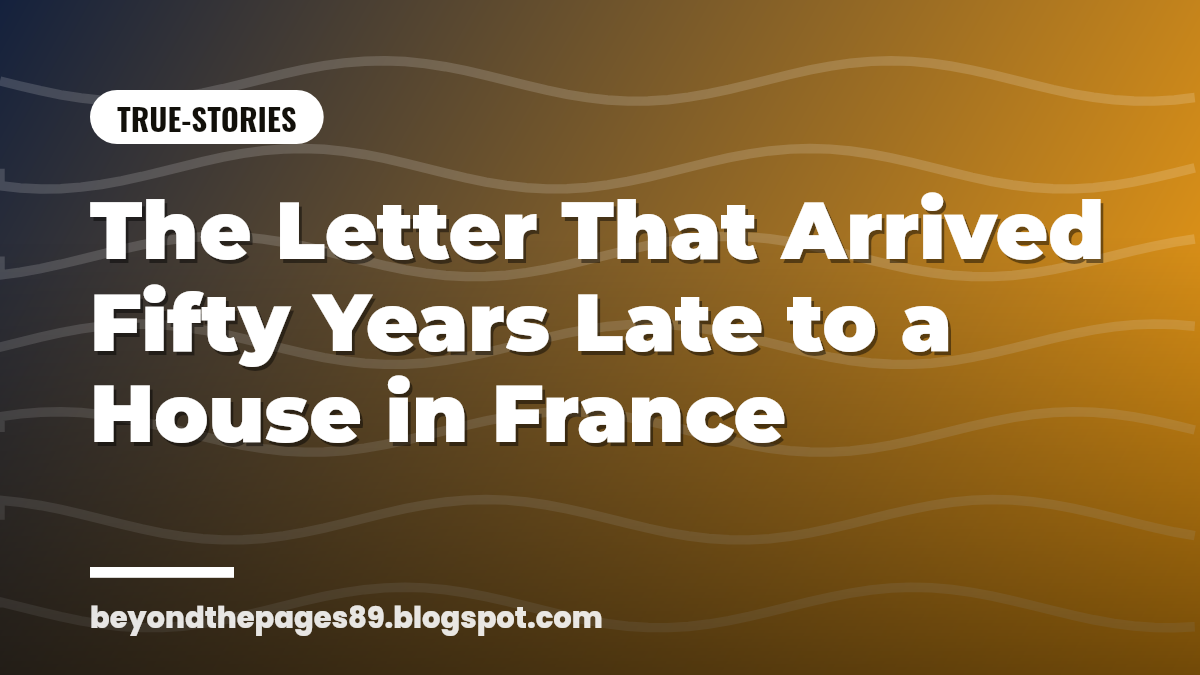 TRUE-STORIES
The Letter That Arrived
Fifty Years Late to a
House in France
beyondthepages89.blogspot.com